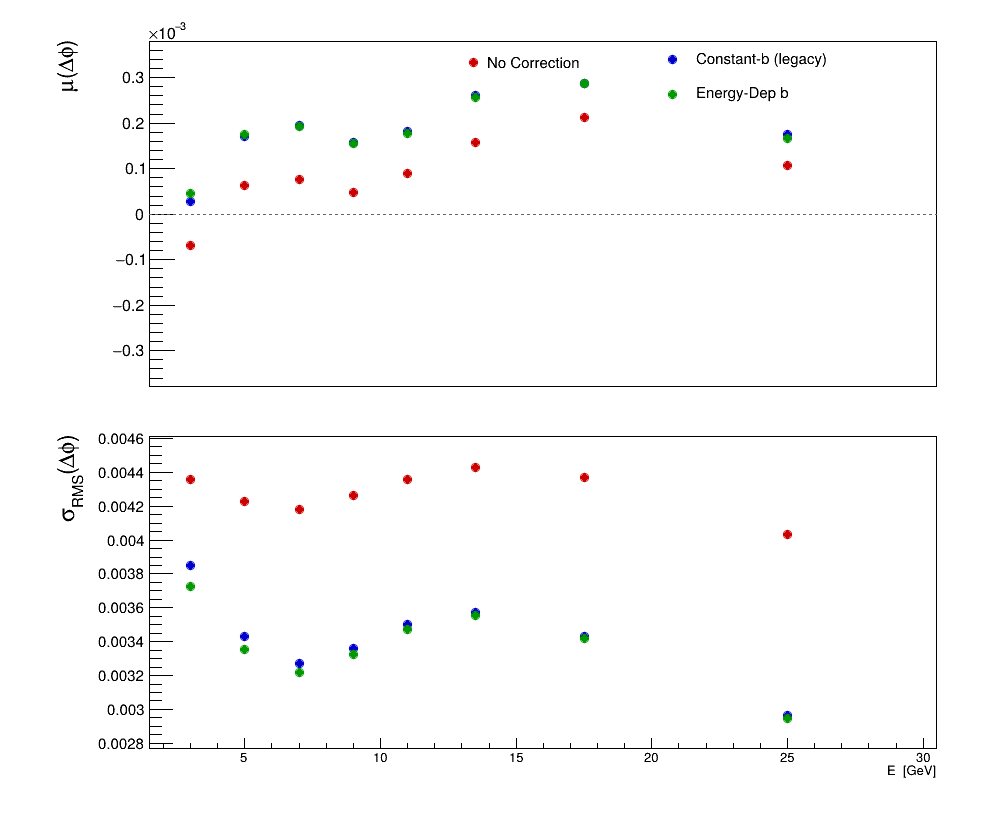 ×10⁻³
μ(Δϕ)
No Correction
Constant-b (legacy)
Energy-Dep b
0.3
0.2
0.1
0
−0.1
−0.2
−0.3
σRMS(Δϕ)
0.0046
0.0044
0.0042
0.004
0.0038
0.0036
0.0034
0.0032
0.003
0.0028
5 10 15 20 25 30
E [GeV]